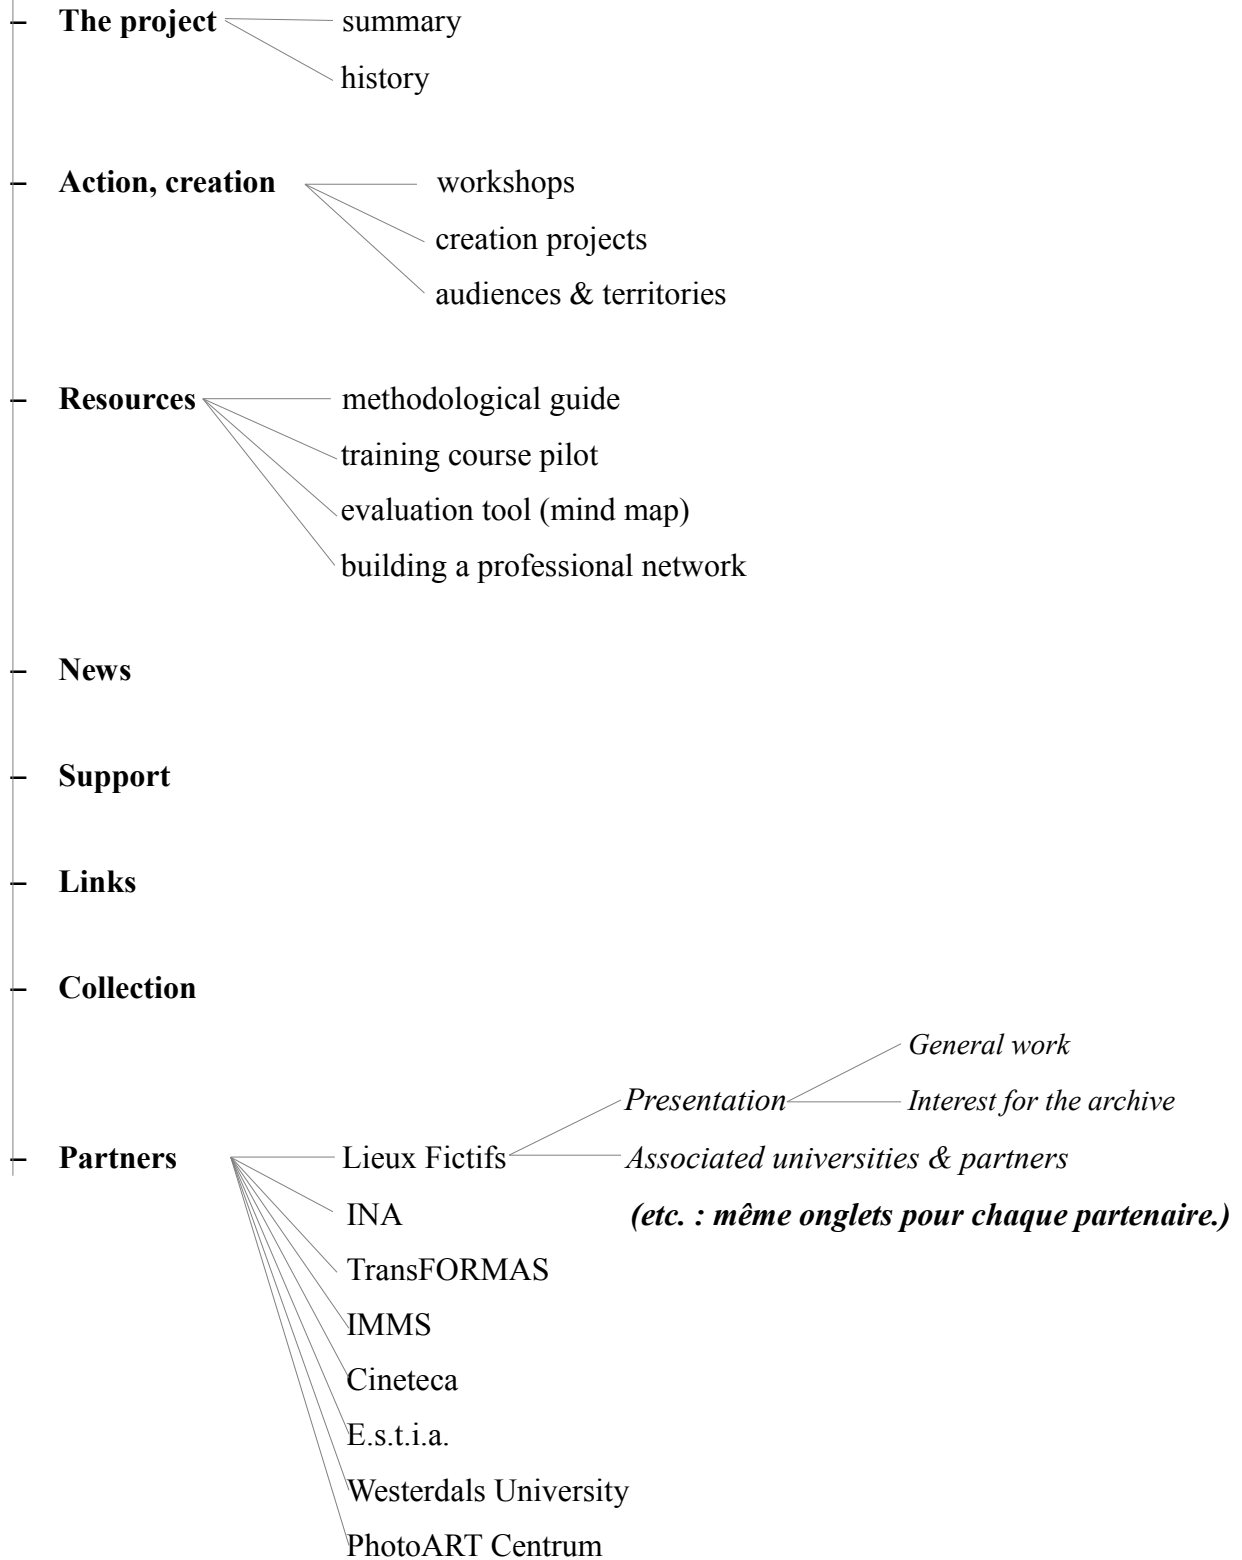 – The project summary
history
– Action, creation workshops
creation projects
audiences & territories
– Resources methodological guide
training course pilot
evaluation tool (mind map)
building a professional network
– News
– Support
– Links
– Collection
General work
Presentation Interest for the archive
– Partners Lieux Fictifs Associated universities & partners
INA (etc. : même onglets pour chaque partenaire.)
TransFORMAS
IMMS
Cineteca
E.s.t.i.a.
Westerdals University
PhotoART Centrum